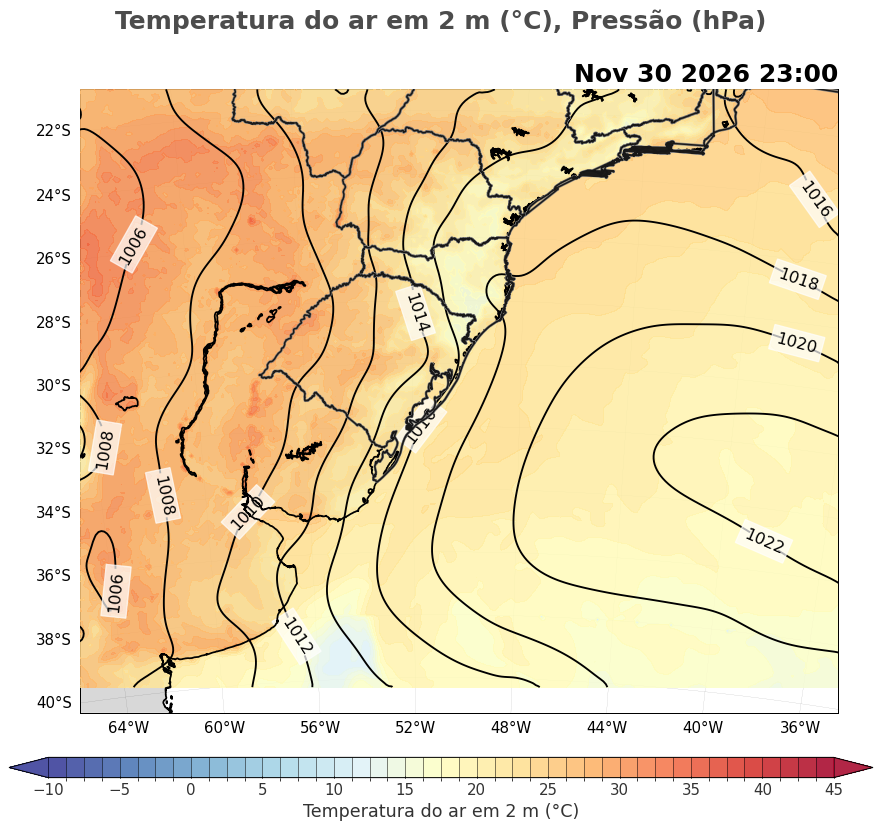 Temperatura do ar em 2 m (°C), Pressão (hPa)
Nov 30 2026 23:00
22°S
24°S
26°S
28°S
30°S
32°S
34°S
36°S
38°S
40°S
1016
1006
1018
1014
1020
1016
1008
1008
1010
1022
1006
1012
64°W
60°W
56°W
52°W
48°W
44°W
40°W
36°W
−10
−5
0
5
10
15
20
25
30
35
40
45
Temperatura do ar em 2 m (°C)